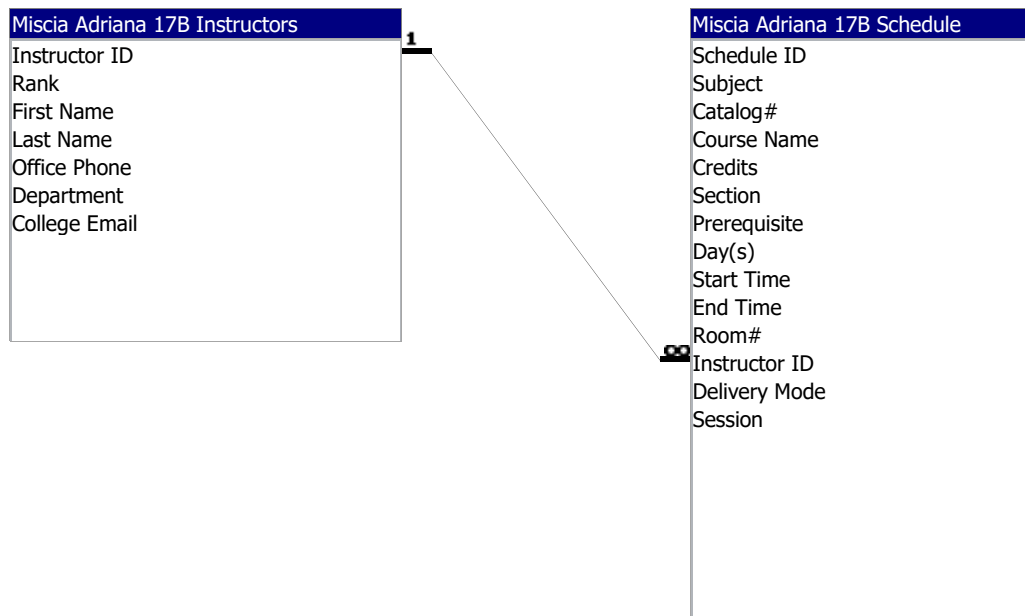 Miscia Adriana 17B Instructors
Instructor ID
Rank
First Name
Last Name
Office Phone
Department
College Email
1
∞
Miscia Adriana 17B Schedule
Schedule ID
Subject
Catalog#
Course Name
Credits
Section
Prerequisite
Day(s)
Start Time
End Time
Room#
Instructor ID
Delivery Mode
Session